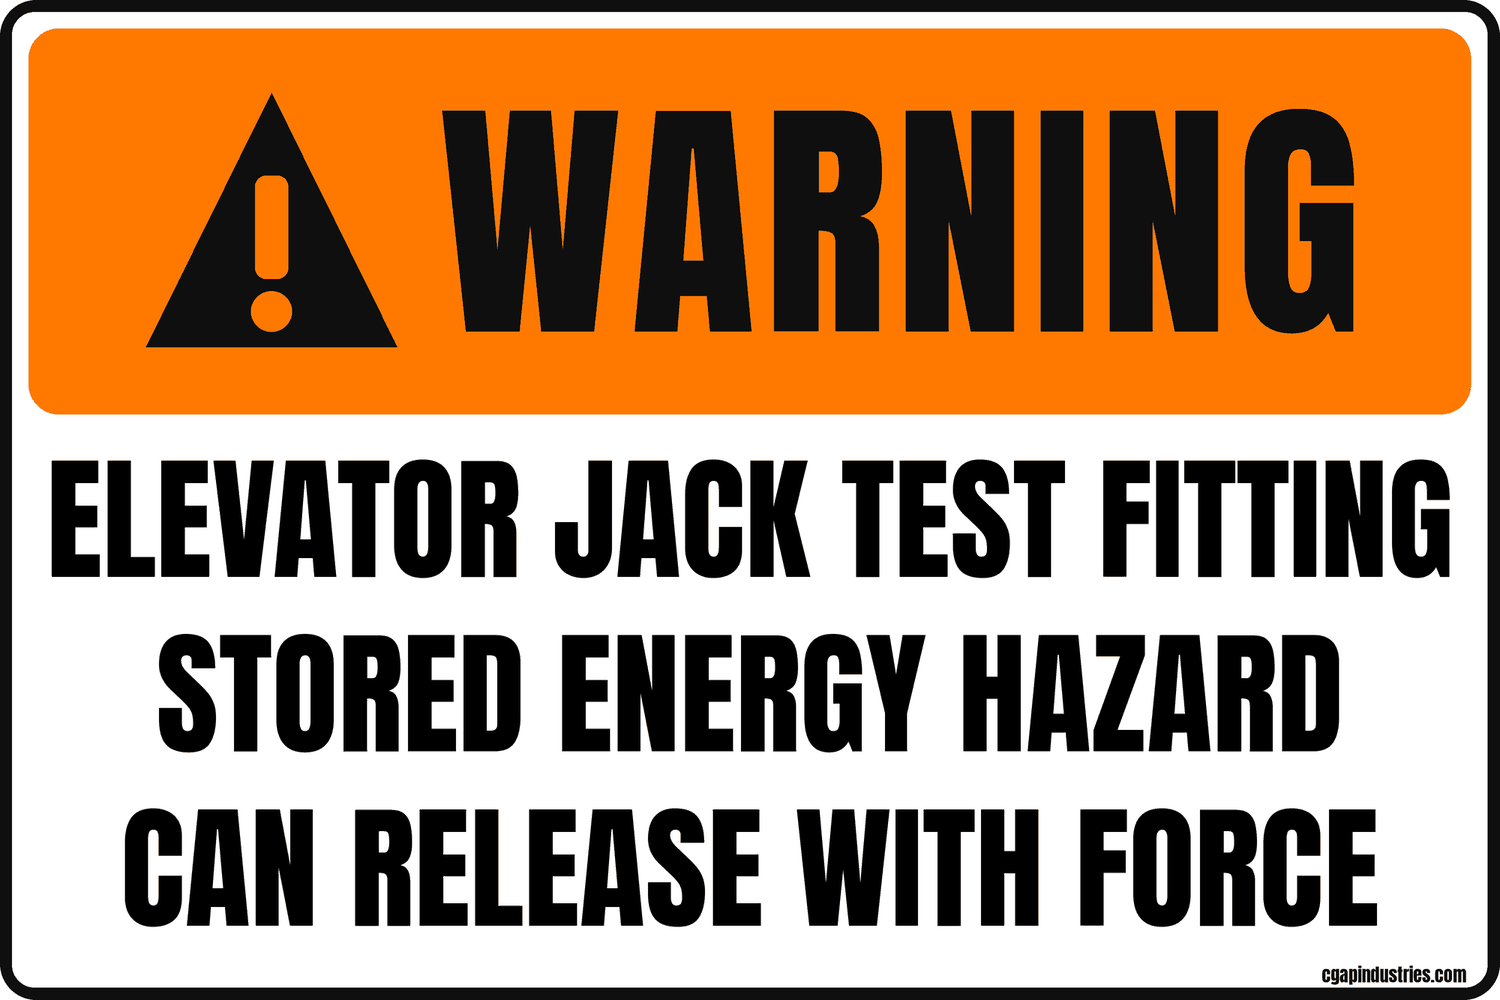 WARNING
ELEVATOR JACK TEST FITTING
STORED ENERGY HAZARD
CAN RELEASE WITH FORCE
cgapindustries.com